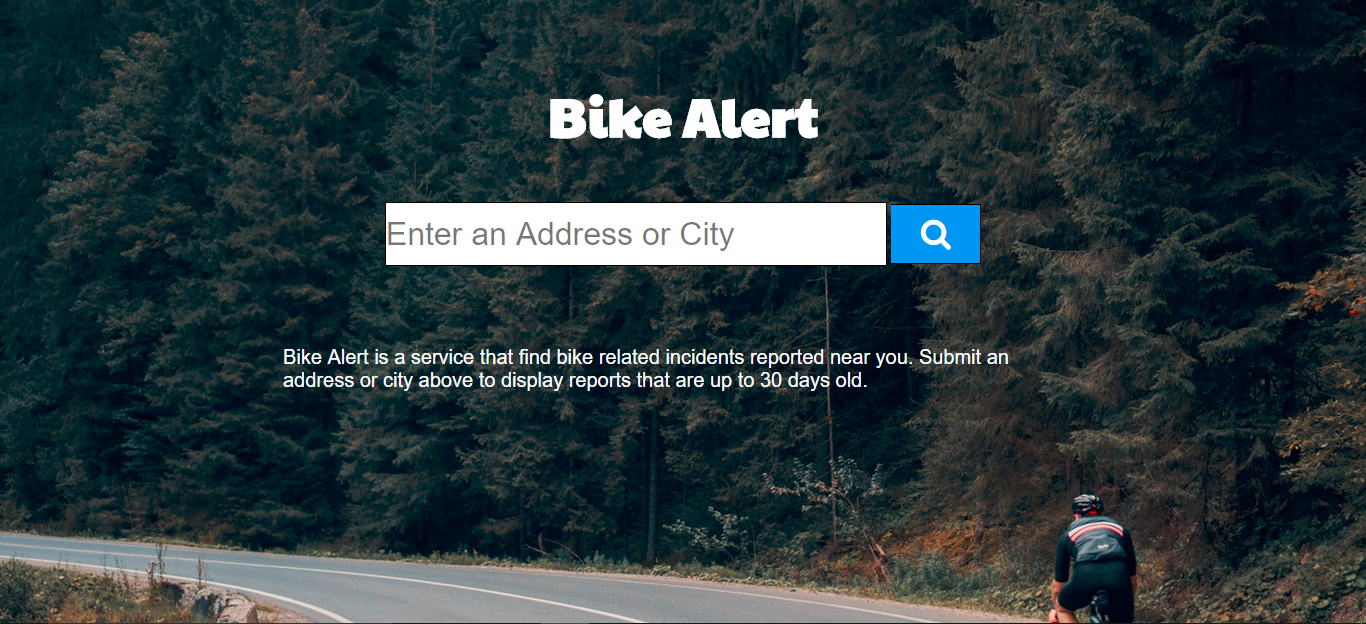 Bike Alert
Enter an Address or City
Bike Alert is a service that find bike related incidents reported near you. Submit an
address or city above to display reports that are up to 30 days old.